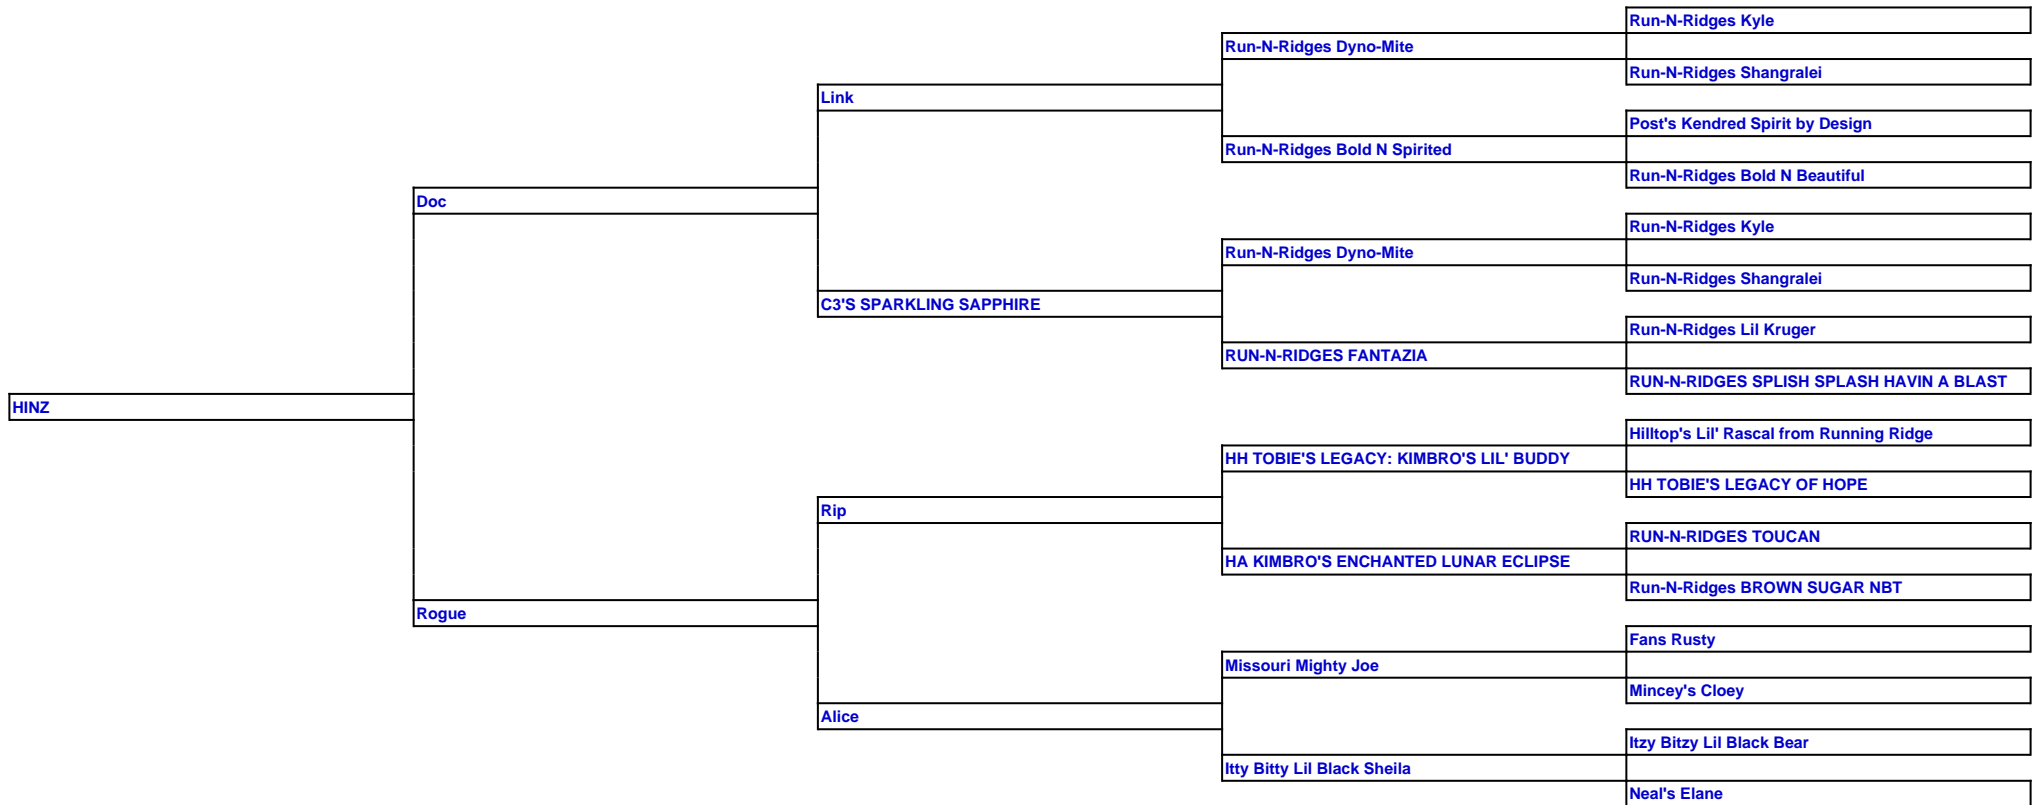 Run-N-Ridges Kyle
Run-N-Ridges Dyno-Mite
Run-N-Ridges Shangralei
Link
Post's Kendred Spirit by Design
Run-N-Ridges Bold N Spirited
Run-N-Ridges Bold N Beautiful
Doc
Run-N-Ridges Kyle
Run-N-Ridges Dyno-Mite
Run-N-Ridges Shangralei
C3'S SPARKLING SAPPHIRE
Run-N-Ridges Lil Kruger
RUN-N-RIDGES FANTAZIA
RUN-N-RIDGES SPLISH SPLASH HAVIN A BLAST
HINZ
Hilltop's Lil' Rascal from Running Ridge
HH TOBIE'S LEGACY: KIMBRO'S LIL' BUDDY
HH TOBIE'S LEGACY OF HOPE
Rip
RUN-N-RIDGES TOUCAN
HA KIMBRO'S ENCHANTED LUNAR ECLIPSE
Run-N-Ridges BROWN SUGAR NBT
Rogue
Fans Rusty
Missouri Mighty Joe
Mincey's Cloey
Alice
Itzy Bitzy Lil Black Bear
Itty Bitty Lil Black Sheila
Neal's Elane